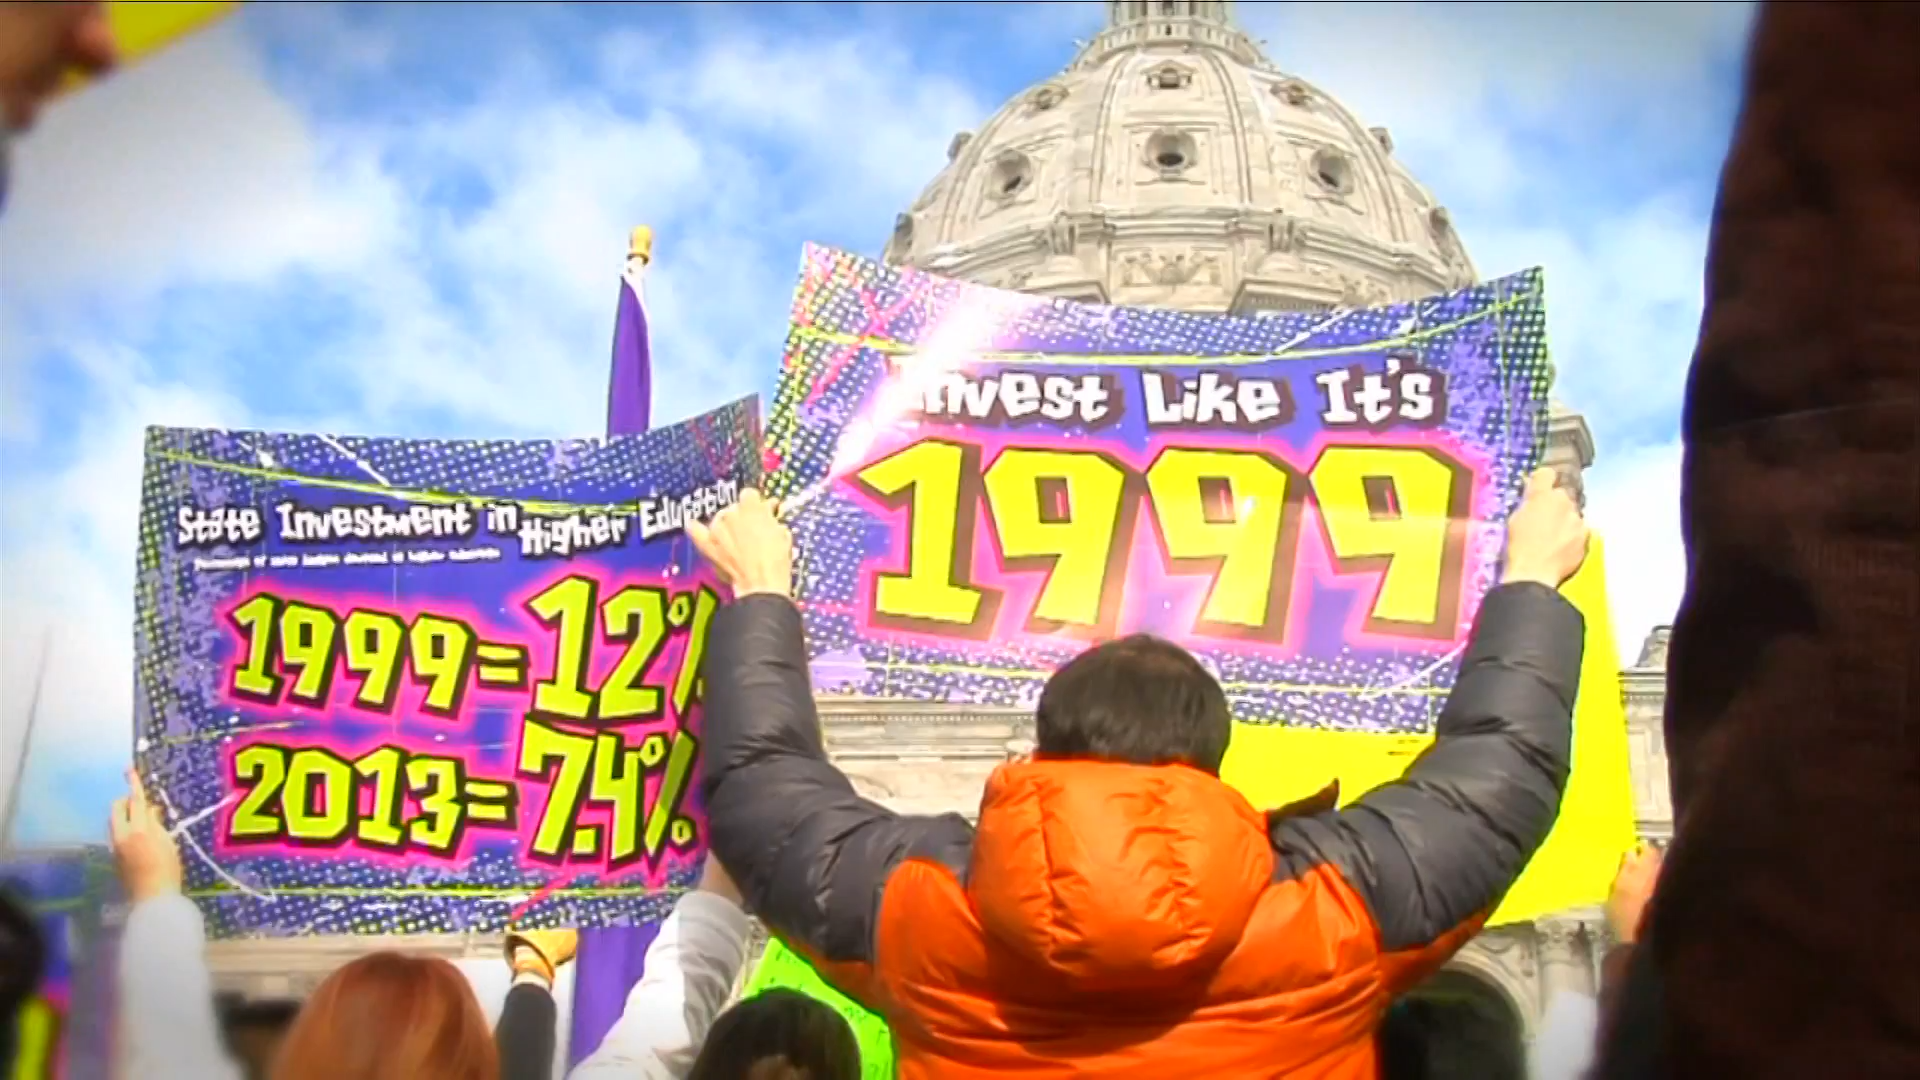 State Investment in Higher Education
1999=12%
2013=7.4%
Invest Like It's
1999